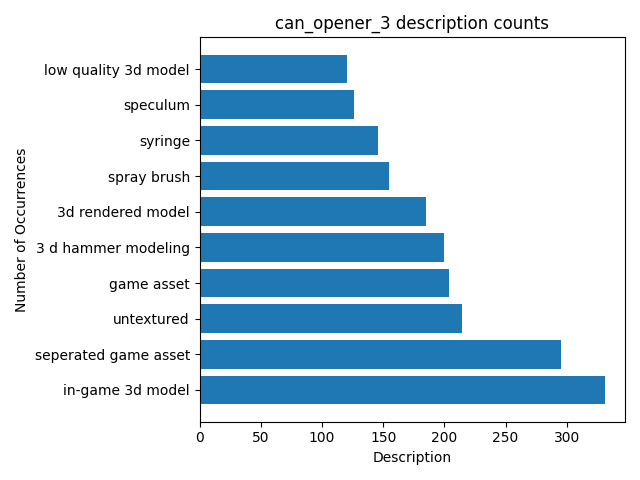 can_opener_3 description counts
Number of Occurrences
low quality 3d model
speculum
syringe
spray brush
3d rendered model
3 d hammer modeling
game asset
untextured
seperated game asset
in-game 3d model
0 50 100 150 200 250 300
Description